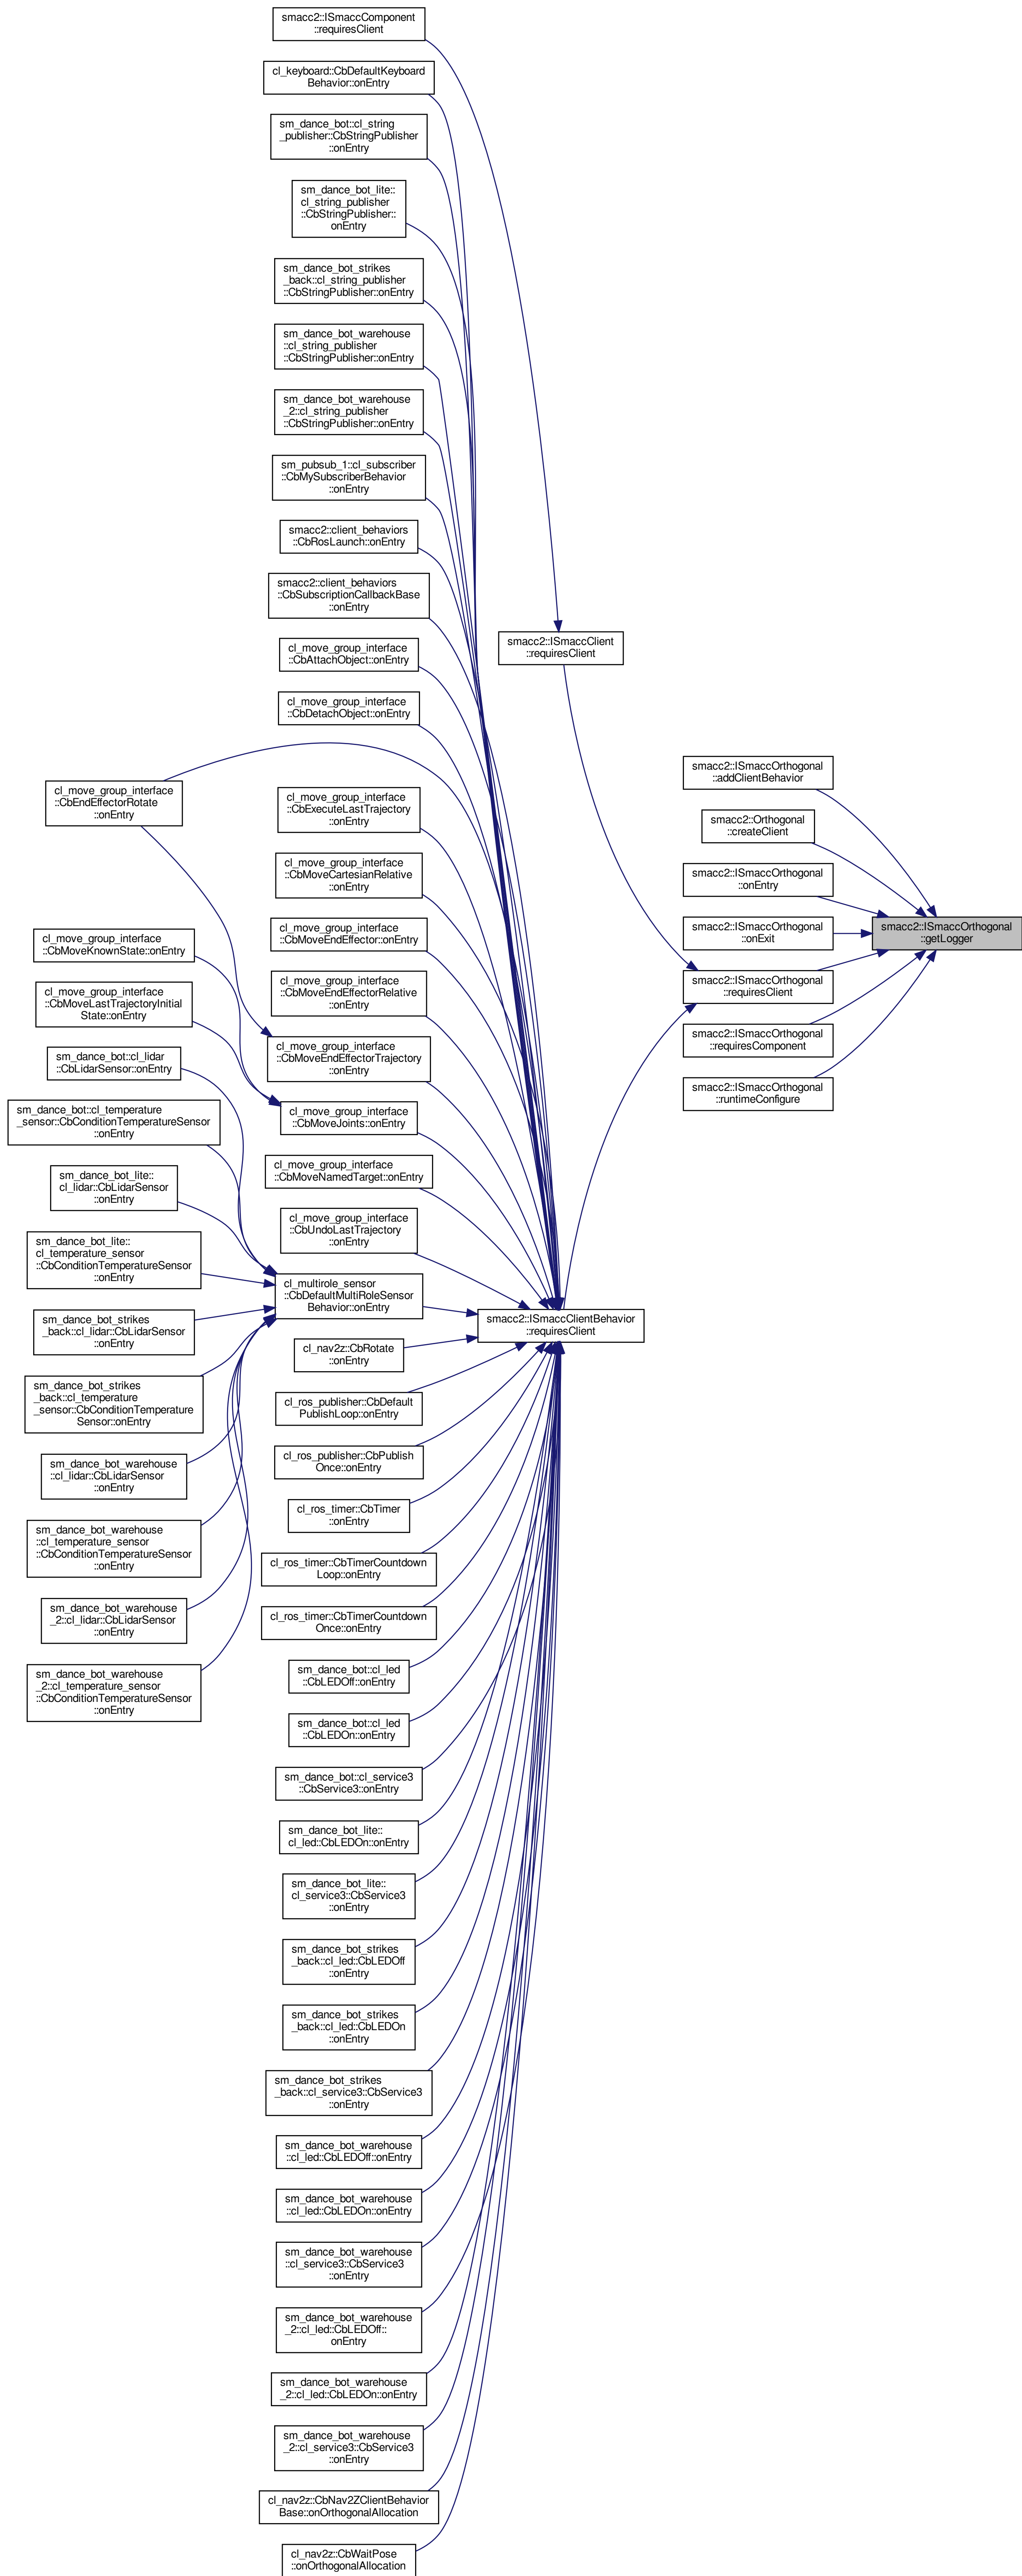 smacc2::ISmaccComponent
::requiresClient
cl_keyboard::CbDefaultKeyboard
Behavior::onEntry
sm_dance_bot::cl_string
_publisher::CbStringPublisher
::onEntry
sm_dance_bot_lite::
cl_string_publisher
::CbStringPublisher::
onEntry
sm_dance_bot_strikes
_back::cl_string_publisher
::CbStringPublisher::onEntry
sm_dance_bot_warehouse
::cl_string_publisher
::CbStringPublisher::onEntry
sm_dance_bot_warehouse
_2::cl_string_publisher
::CbStringPublisher::onEntry
sm_pubsub_1::cl_subscriber
::CbMySubscriberBehavior
::onEntry
smacc2::client_behaviors
::CbRosLaunch::onEntry
smacc2::client_behaviors
::CbSubscriptionCallbackBase
::onEntry
cl_move_group_interface
::CbAttachObject::onEntry
cl_move_group_interface
::CbDetachObject::onEntry
cl_move_group_interface
::CbExecuteLastTrajectory
::onEntry
cl_move_group_interface
::CbMoveCartesianRelative
::onEntry
cl_move_group_interface
::CbMoveEndEffector::onEntry
cl_move_group_interface
::CbMoveEndEffectorRelative
::onEntry
cl_move_group_interface
::CbMoveEndEffectorTrajectory
::onEntry
cl_move_group_interface
::CbMoveJoints::onEntry
cl_move_group_interface
::CbMoveNamedTarget::onEntry
cl_move_group_interface
::CbUndoLastTrajectory
::onEntry
cl_multirole_sensor
::CbDefaultMultiRoleSensor
Behavior::onEntry
cl_nav2z::CbRotate
::onEntry
cl_ros_publisher::CbDefault
PublishLoop::onEntry
cl_ros_publisher::CbPublish
Once::onEntry
cl_ros_timer::CbTimer
::onEntry
cl_ros_timer::CbTimerCountdown
Loop::onEntry
cl_ros_timer::CbTimerCountdown
Once::onEntry
sm_dance_bot::cl_led
::CbLEDOff::onEntry
sm_dance_bot::cl_led
::CbLEDOn::onEntry
sm_dance_bot::cl_service3
::CbService3::onEntry
sm_dance_bot_lite::
cl_led::CbLEDOn::onEntry
sm_dance_bot_lite::
cl_service3::CbService3
::onEntry
sm_dance_bot_strikes
_back::cl_led::CbLEDOff
::onEntry
sm_dance_bot_strikes
_back::cl_led::CbLEDOn
::onEntry
sm_dance_bot_strikes
_back::cl_service3::CbService3
::onEntry
sm_dance_bot_warehouse
::cl_led::CbLEDOff::onEntry
sm_dance_bot_warehouse
::cl_led::CbLEDOn::onEntry
sm_dance_bot_warehouse
::cl_service3::CbService3
::onEntry
sm_dance_bot_warehouse
_2::cl_led::CbLEDOff::
onEntry
sm_dance_bot_warehouse
_2::cl_led::CbLEDOn::onEntry
sm_dance_bot_warehouse
_2::cl_service3::CbService3
::onEntry
cl_nav2z::CbNav2ZClientBehavior
Base::onOrthogonalAllocation
cl_nav2z::CbWaitPose
::onOrthogonalAllocation
cl_move_group_interface
::CbEndEffectorRotate
::onEntry
cl_move_group_interface
::CbMoveKnownState::onEntry
cl_move_group_interface
::CbMoveLastTrajectoryInitial
State::onEntry
sm_dance_bot::cl_lidar
::CbLidarSensor::onEntry
sm_dance_bot::cl_temperature
_sensor::CbConditionTemperatureSensor
::onEntry
sm_dance_bot_lite::
cl_lidar::CbLidarSensor
::onEntry
sm_dance_bot_lite::
cl_temperature_sensor
::CbConditionTemperatureSensor
::onEntry
sm_dance_bot_strikes
_back::cl_lidar::CbLidarSensor
::onEntry
sm_dance_bot_strikes
_back::cl_temperature
_sensor::CbConditionTemperature
Sensor::onEntry
sm_dance_bot_warehouse
::cl_lidar::CbLidarSensor
::onEntry
sm_dance_bot_warehouse
::cl_temperature_sensor
::CbConditionTemperatureSensor
::onEntry
sm_dance_bot_warehouse
_2::cl_lidar::CbLidarSensor
::onEntry
sm_dance_bot_warehouse
_2::cl_temperature_sensor
::CbConditionTemperatureSensor
::onEntry
smacc2::ISmaccClient
::requiresClient
smacc2::ISmaccClientBehavior
::requiresClient
smacc2::ISmaccOrthogonal
::addClientBehavior
smacc2::Orthogonal
::createClient
smacc2::ISmaccOrthogonal
::onEntry
smacc2::ISmaccOrthogonal
::onExit
smacc2::ISmaccOrthogonal
::requiresClient
smacc2::ISmaccOrthogonal
::requiresComponent
smacc2::ISmaccOrthogonal
::runtimeConfigure
smacc2::ISmaccOrthogonal
::getLogger